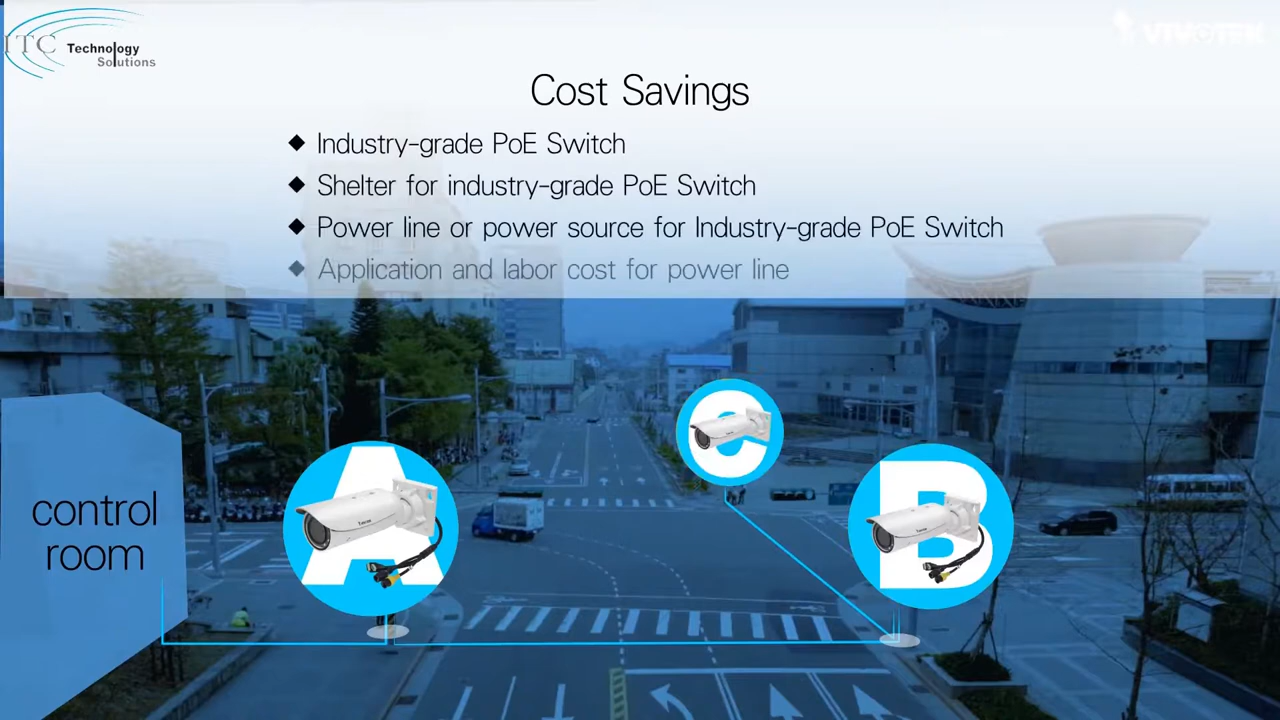 ITC Technology
Solutions
VIVOTEK
Cost Savings
◆ Industry-grade PoE Switch
◆ Shelter for industry-grade PoE Switch
◆ Power line or power source for Industry-grade PoE Switch
◆ Application and labor cost for power line
C
A
B
control
room